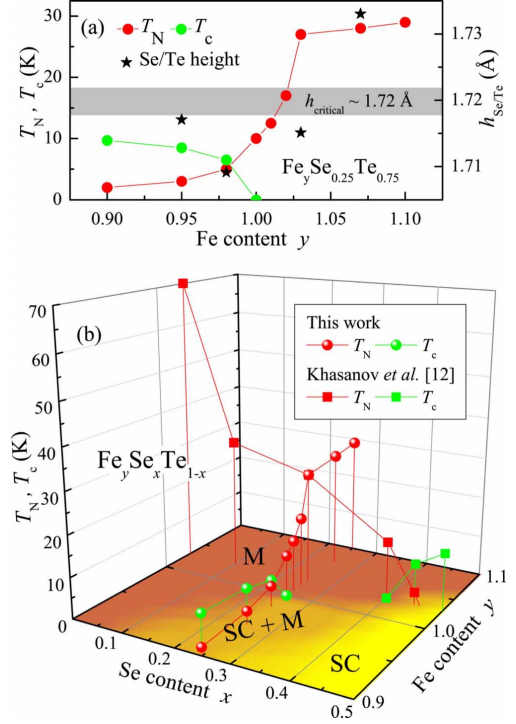 (a)
T_N
T_c
Se/Te height
h_critical ~ 1.72 Å
Fe_ySe_0.25Te_0.75
T_N, T_c (K)
30
25
20
15
10
5
0
h_Se/Te (Å)
1.73
1.72
1.71
0.90
0.95
1.00
1.05
1.10
Fe content y
(b)
This work
T_N
T_c
Khasanov et al. [12]
T_N
T_c
Fe_ySe_xTe_1-x
T_N, T_c (K)
70
60
50
40
30
20
10
0
M
SC + M
SC
0.1
0.2
0.3
0.4
0.5
Se content x
0.9
1.0
1.1
Fe content y